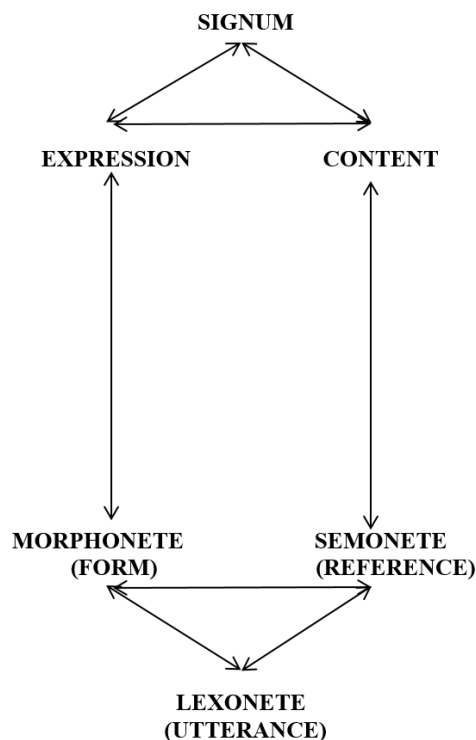 SIGNUM
EXPRESSION CONTENT
MORPHONETE SEMONETE
(FORM) (REFERENCE)
LEXONETE
(UTTERANCE)